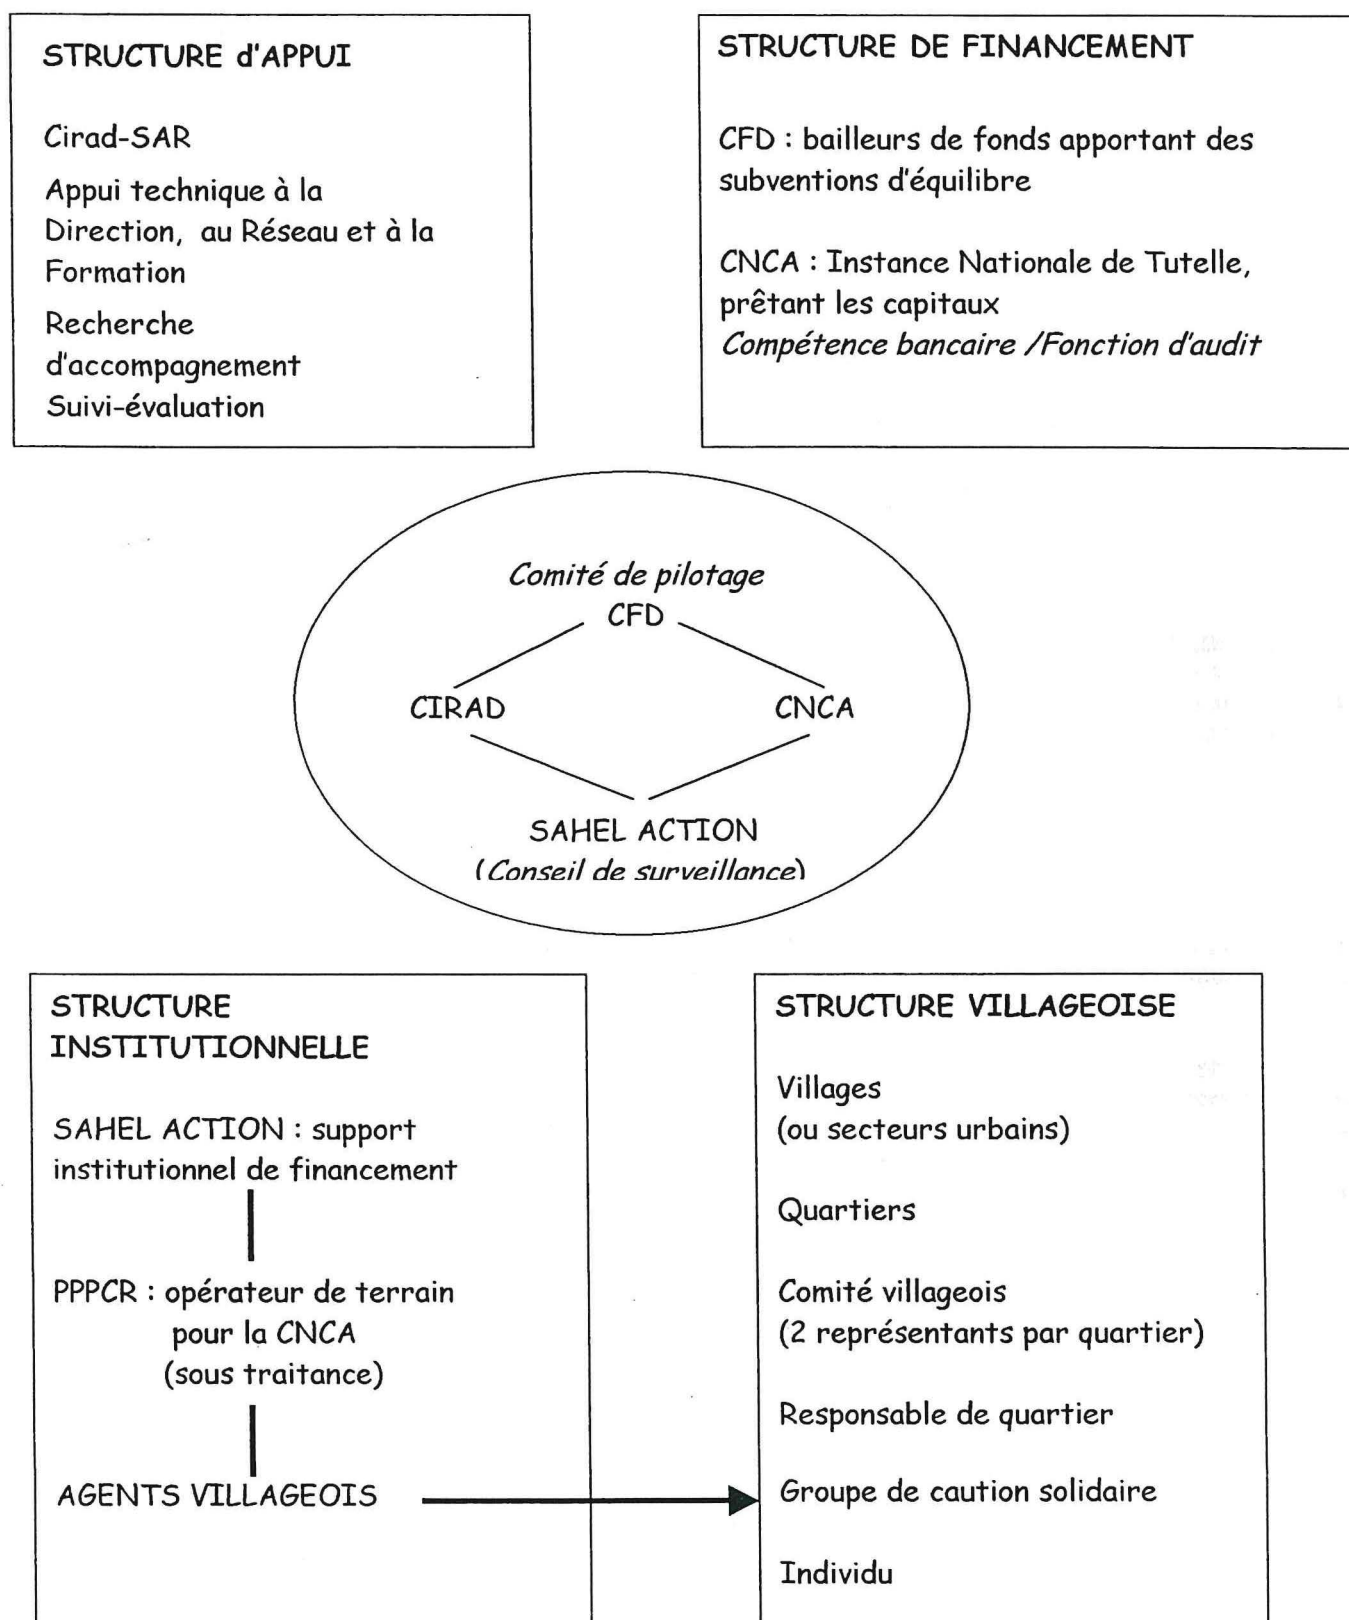 STRUCTURE d'APPUI
Cirad-SAR
Appui technique à la
Direction, au Réseau et à la
Formation
Recherche
d'accompagnement
Suivi-évaluation
STRUCTURE DE FINANCEMENT
CFD : bailleurs de fonds apportant des
subventions d'équilibre
CNCA : Instance Nationale de Tutelle,
prêtant les capitaux
Compétence bancaire /Fonction d'audit
Comité de pilotage
CFD
CIRAD
CNCA
SAHEL ACTION
(Conseil de surveillance)
STRUCTURE
INSTITUTIONNELLE
SAHEL ACTION : support
institutionnel de financement
PPPCR : opérateur de terrain
pour la CNCA
(sous traitance)
AGENTS VILLAGEOIS
STRUCTURE VILLAGEOISE
Villages
(ou secteurs urbains)
Quartiers
Comité villageois
(2 représentants par quartier)
Responsable de quartier
Groupe de caution solidaire
Individu